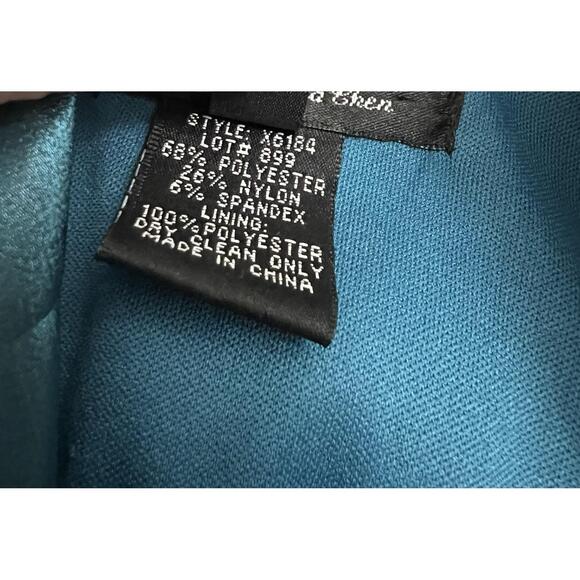 Chen
STYLE: X6184
LOT# 899
68% POLYESTER
26% NYLON
6% SPANDEX
LINING:
100% POLYESTER
DRY CLEAN ONLY
MADE IN CHINA